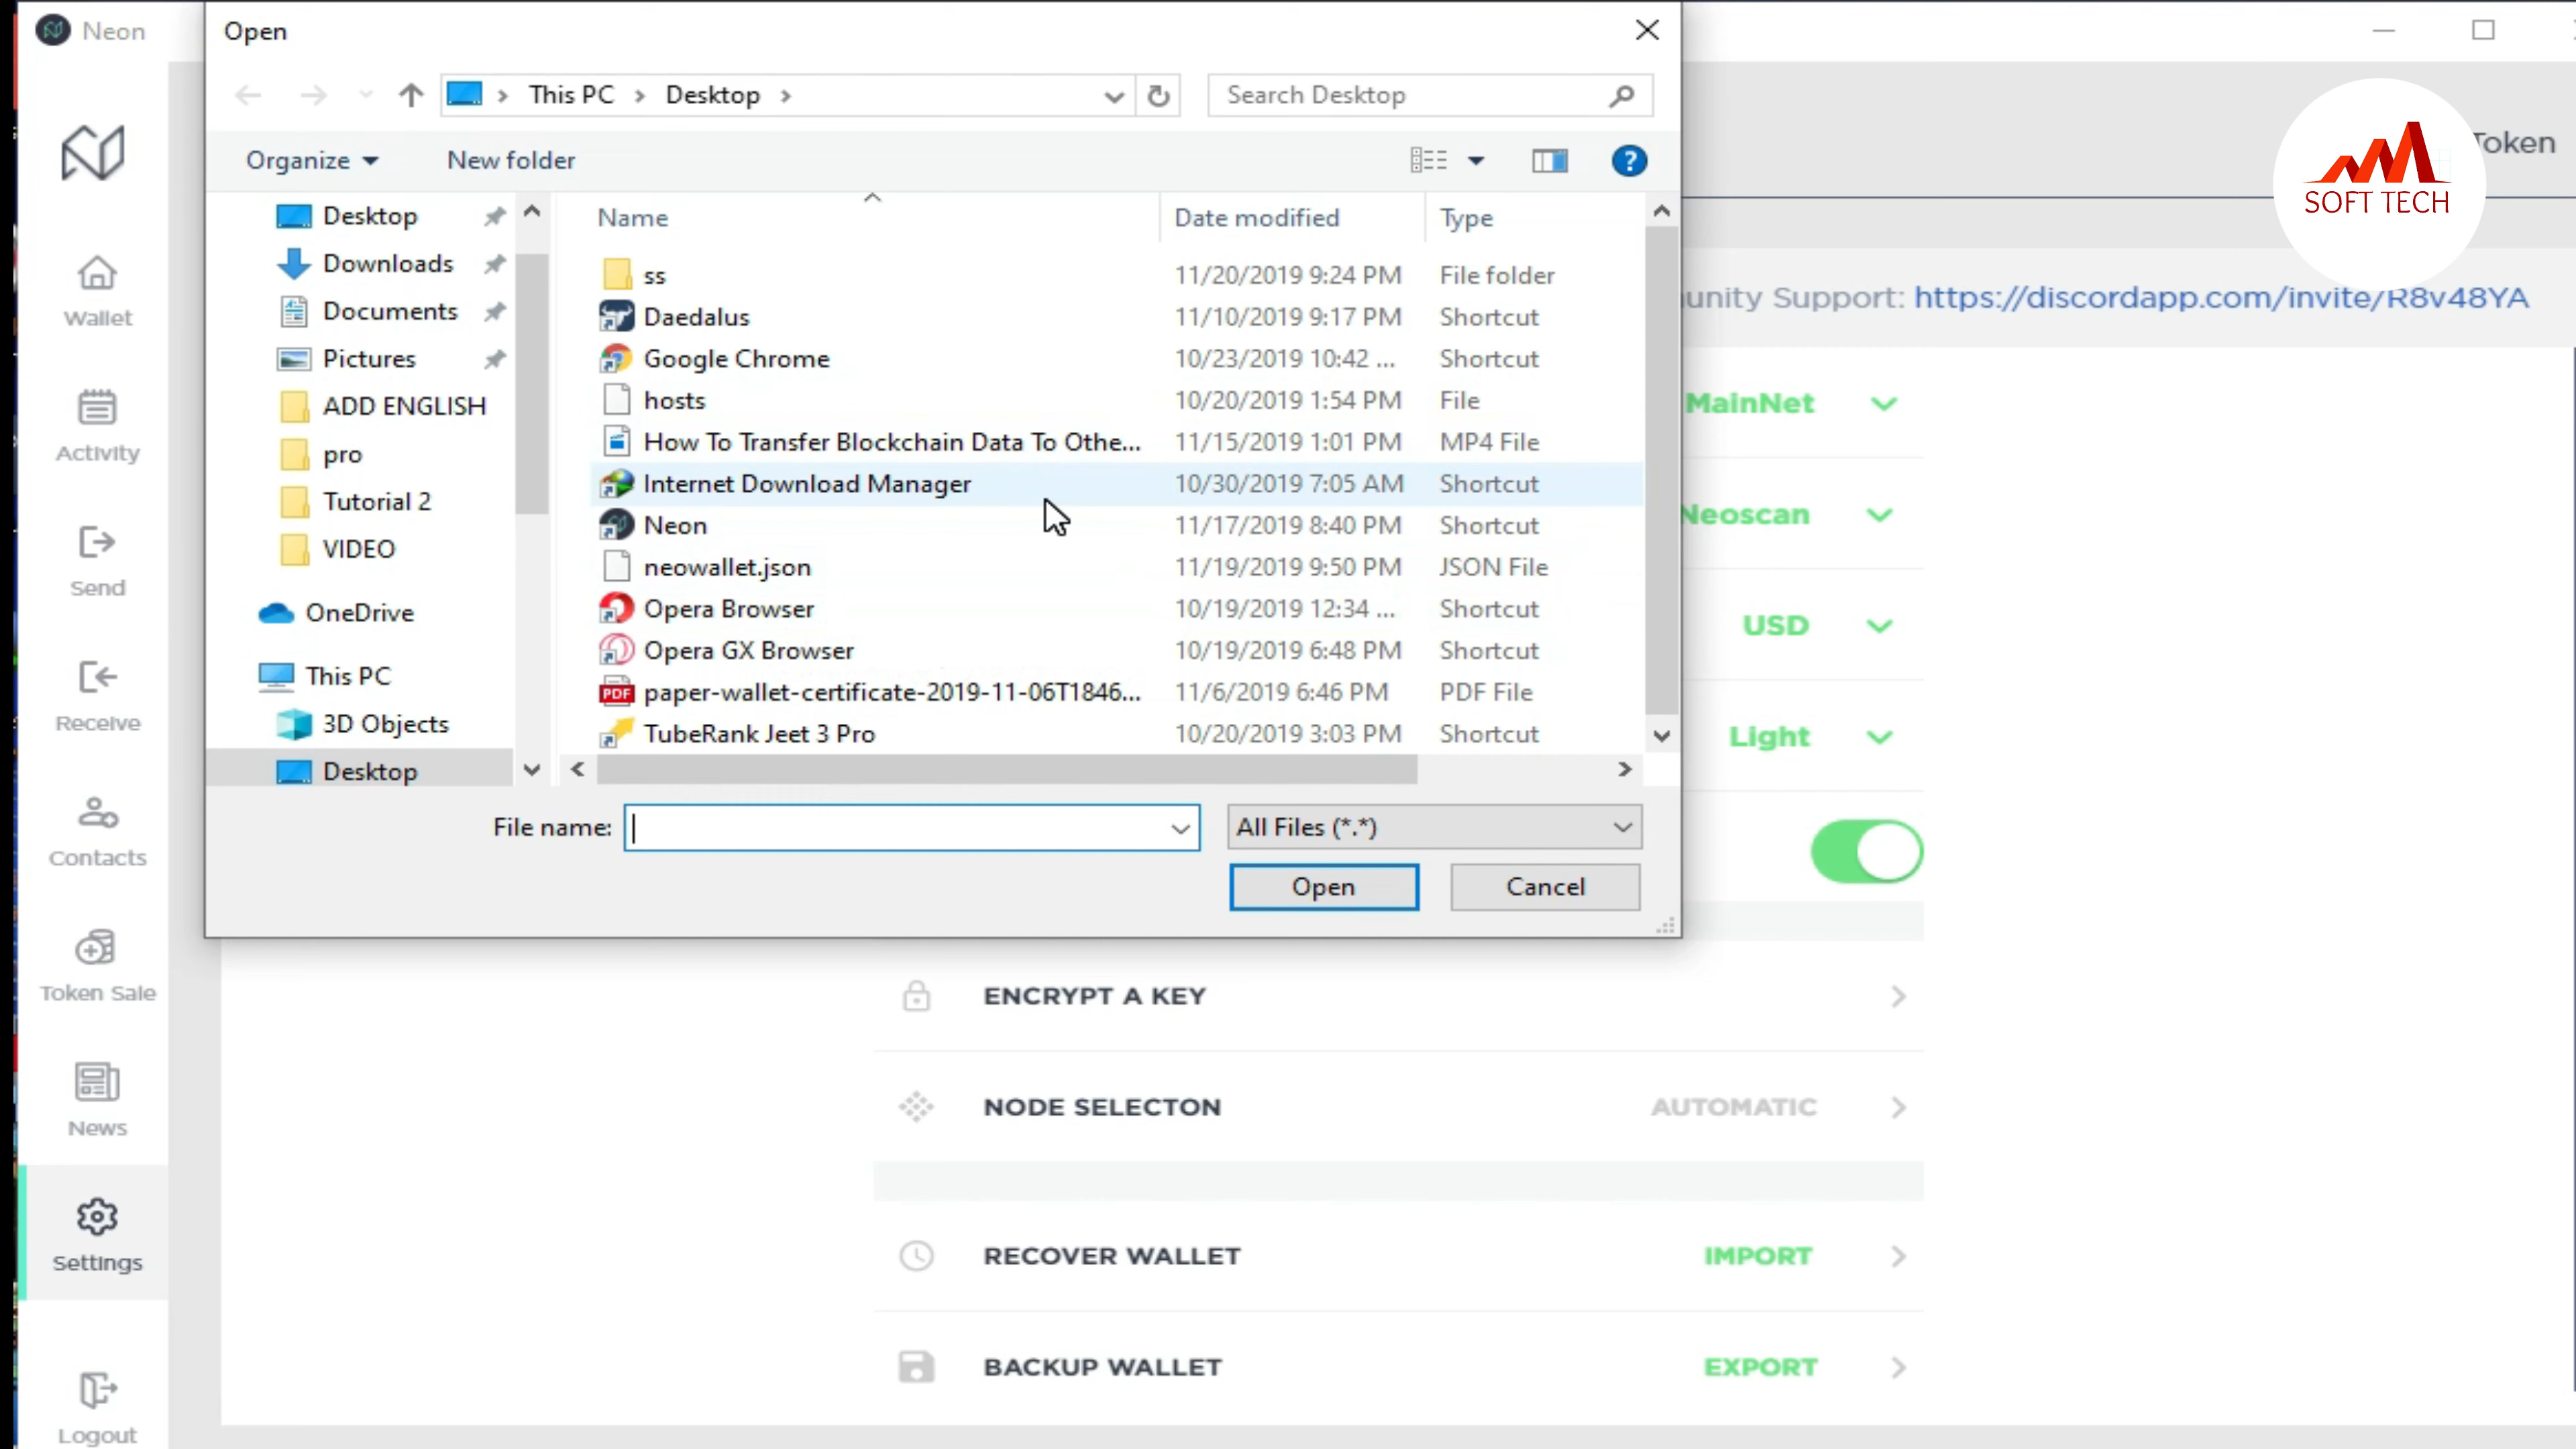 Neon
Open
This PC
Desktop
Search Desktop
Organize
New folder
Token
SOFT TECH
Desktop
Downloads
Documents
Pictures
ADD ENGLISH
pro
Tutorial 2
VIDEO
OneDrive
This PC
3D Objects
Desktop
Name Date modified Type
ss 11/20/2019 9:24 PM File folder
Daedalus 11/10/2019 9:17 PM Shortcut
Google Chrome 10/23/2019 10:42 ... Shortcut
hosts 10/20/2019 1:54 PM File
How To Transfer Blockchain Data To Othe... 11/15/2019 1:01 PM MP4 File
Internet Download Manager 10/30/2019 7:05 AM Shortcut
Neon 11/17/2019 8:40 PM Shortcut
neowallet.json 11/19/2019 9:50 PM JSON File
Opera Browser 10/19/2019 12:34 ... Shortcut
Opera GX Browser 10/19/2019 6:48 PM Shortcut
PDF paper-wallet-certificate-2019-11-06T1846... 11/6/2019 6:46 PM PDF File
TubeRank Jeet 3 Pro 10/20/2019 3:03 PM Shortcut
File name: All Files (*.*)
Open Cancel
unity Support: https://discordapp.com/invite/R8v48YA
MainNet
Neoscan
USD
Light
ENCRYPT A KEY
NODE SELECTON AUTOMATIC
RECOVER WALLET IMPORT
BACKUP WALLET EXPORT
Wallet
Activity
Send
Receive
Contacts
Token Sale
News
Settings
Logout